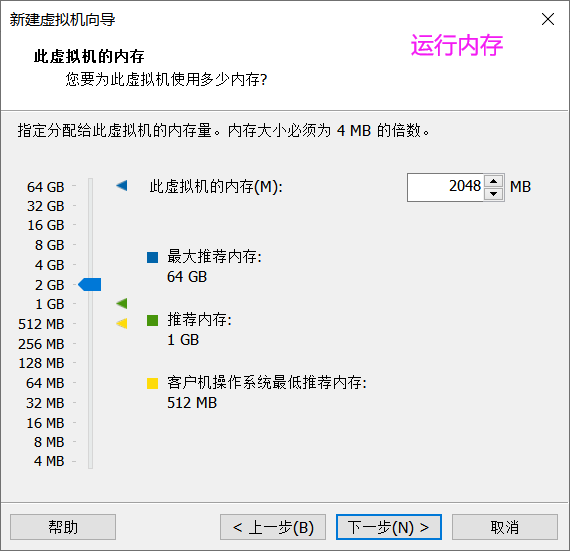 新建虚拟机向导
运行内存
此虚拟机的内存
您要为此虚拟机使用多少内存?
指定分配给此虚拟机的内存量。内存大小必须为 4 MB 的倍数。
64 GB
32 GB
16 GB
8 GB
4 GB
2 GB
1 GB
512 MB
256 MB
128 MB
64 MB
32 MB
16 MB
8 MB
4 MB
此虚拟机的内存(M): 2048 MB
最大推荐内存:
64 GB
推荐内存:
1 GB
客户机操作系统最低推荐内存:
512 MB
帮助 < 上一步(B) 下一步(N) > 取消